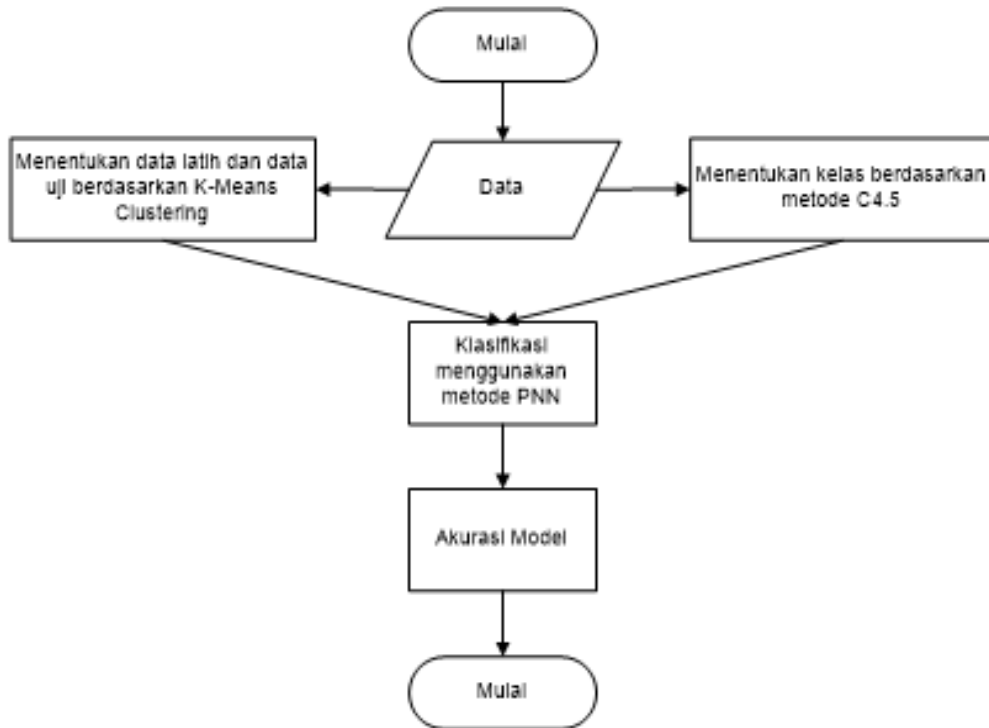 Mulai
Menentukan data latih dan data
uji berdasarkan K-Means
Clustering
Data
Menentukan kelas berdasarkan
metode C4.5
Klasifikasi
menggunakan
metode PNN
Akurasi Model
Mulai